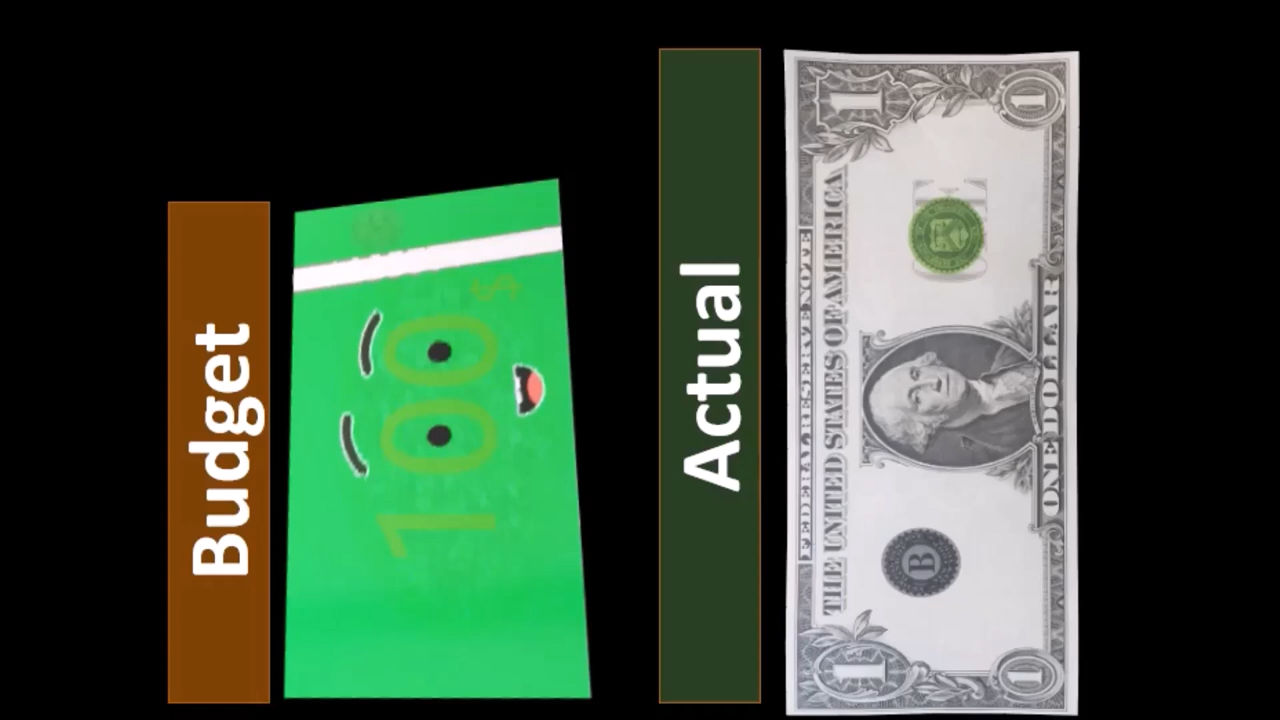 Budget
100
$
Actual
FEDERAL RESERVE NOTE
THE UNITED STATES OF AMERICA
ONE DOLLAR
1
1
1
1
B